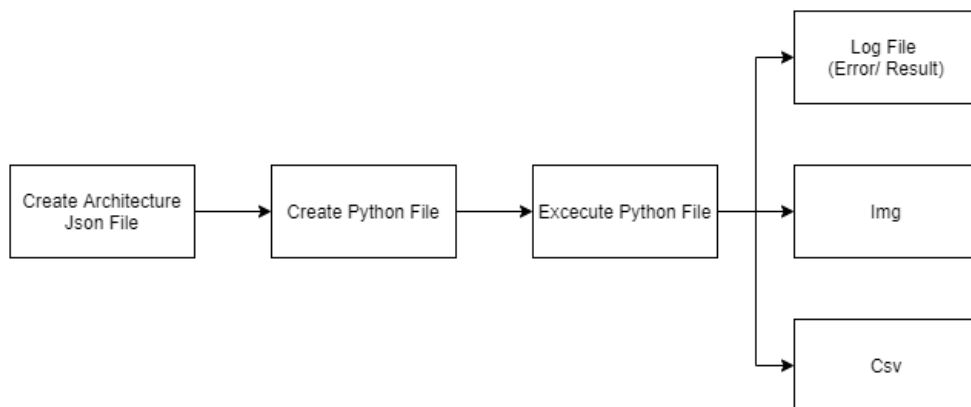 Log File
(Error/ Result)
Create Architecture
Json File
Create Python File
Excecute Python File
Img
Csv